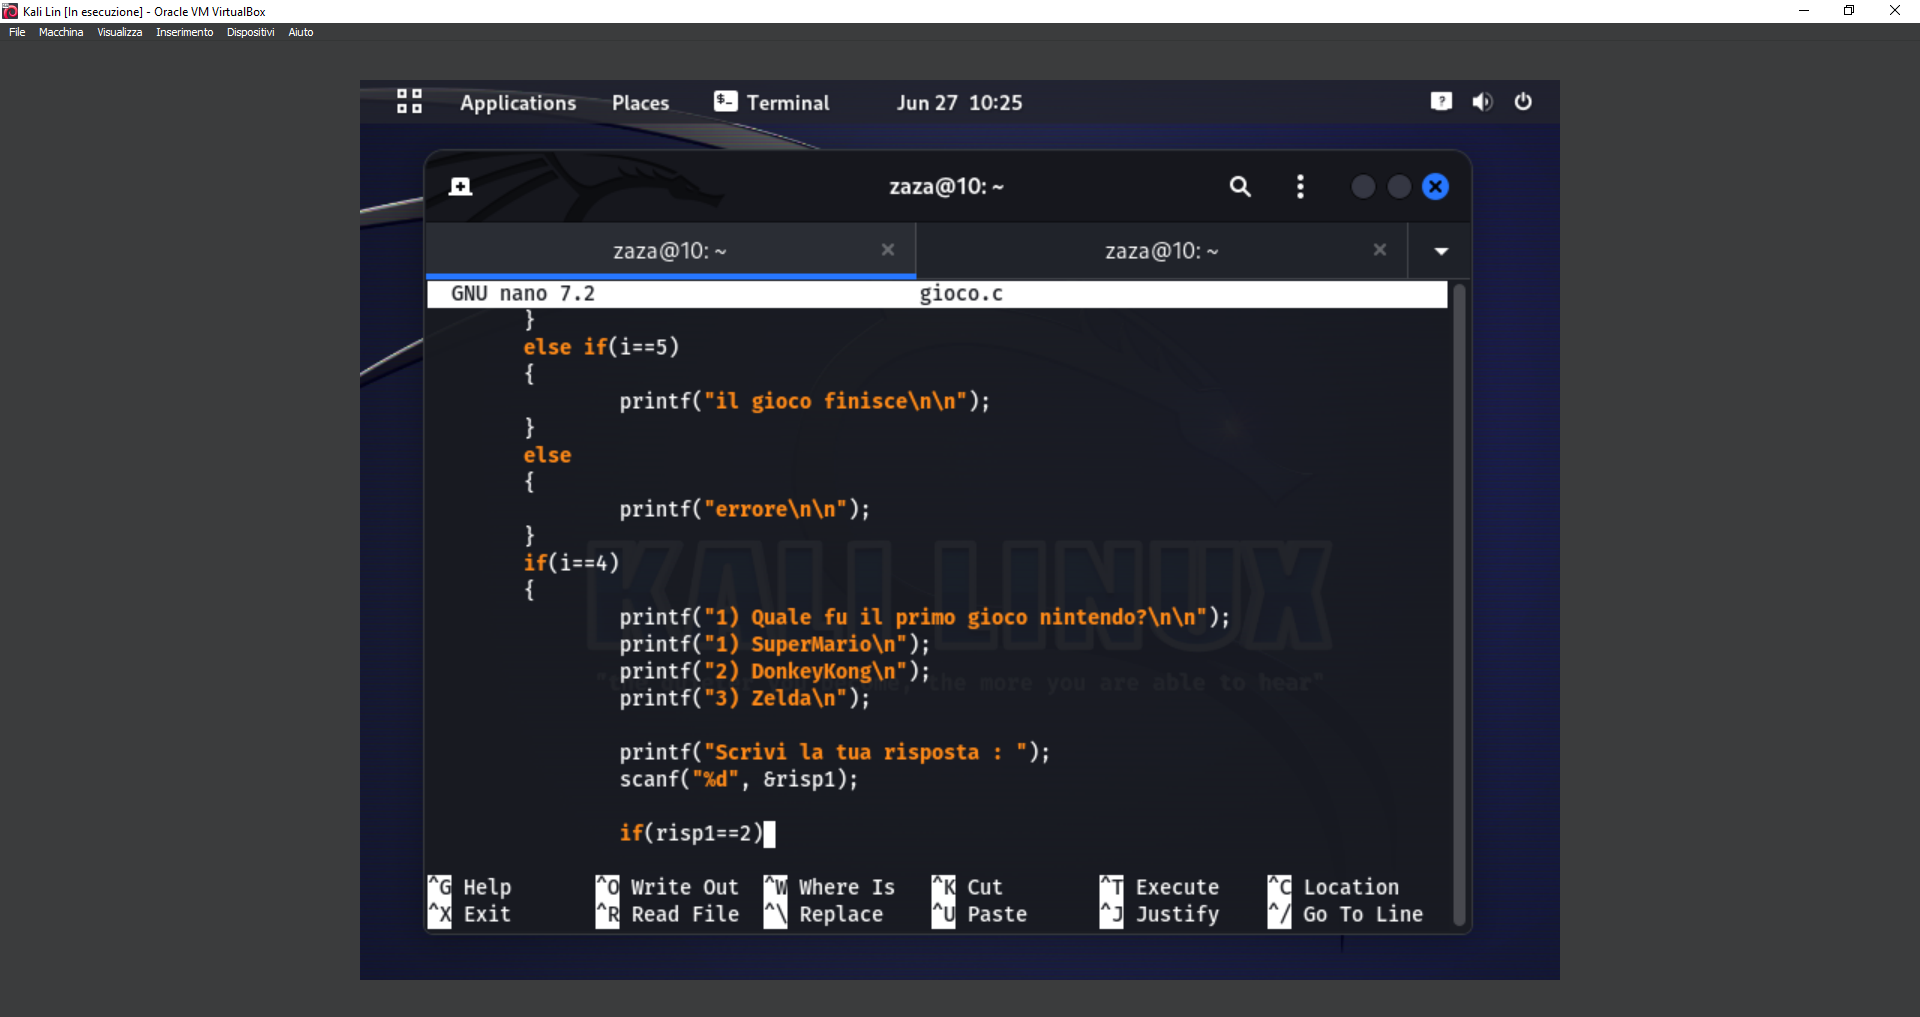 Kali Lin [In esecuzione] - Oracle VM VirtualBox
File Macchina Visualizza Inserimento Dispositivi Aiuto
Applications Places Terminal Jun 27 10:25
zaza@10: ~
zaza@10: ~ zaza@10: ~
GNU nano 7.2 gioco.c
}
else if(i==5)
{
printf("il gioco finisce\n\n");
}
else
{
printf("errore\n\n");
}
if(i==4)
{
printf("1) Quale fu il primo gioco nintendo?\n\n");
printf("1) SuperMario\n");
printf("2) DonkeyKong\n");
printf("3) Zelda\n");
printf("Scrivi la tua risposta : ");
scanf("%d", &risp1);
if(risp1==2)
KALI LINUX
the more you are able to hear"
^G Help ^O Write Out ^W Where Is ^K Cut ^T Execute ^C Location
^X Exit ^R Read File ^\ Replace ^U Paste ^J Justify ^/ Go To Line